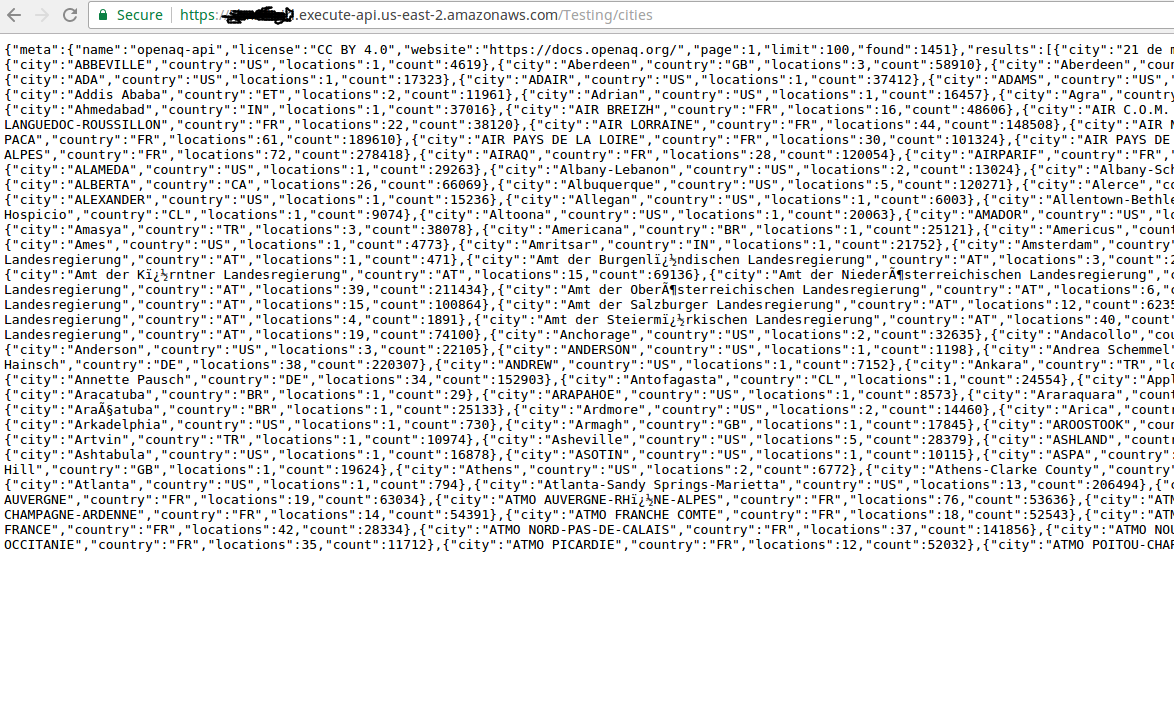 Secure https: .execute-api.us-east-2.amazonaws.com/Testing/cities
{"meta":{"name":"openaq-api","license":"CC BY 4.0","website":"https://docs.openaq.org/","page":1,"limit":100,"found":1451},"results":[{"city":"21 de
{"city":"ABBEVILLE","country":"US","locations":1,"count":4619},{"city":"Aberdeen","country":"GB","locations":3,"count":58910},{"city":"Aberdeen","cou
{"city":"ADA","country":"US","locations":1,"count":17323},{"city":"ADAIR","country":"US","locations":1,"count":37412},{"city":"ADAMS","country":"US",
{"city":"Addis Ababa","country":"ET","locations":2,"count":11961},{"city":"Adrian","country":"US","locations":1,"count":16457},{"city":"Agra","country
{"city":"Ahmedabad","country":"IN","locations":1,"count":37016},{"city":"AIR BREIZH","country":"FR","locations":16,"count":48606},{"city":"AIR C.O.M.
LANGUEDOC-ROUSSILLON","country":"FR","locations":22,"count":38120},{"city":"AIR LORRAINE","country":"FR","locations":44,"count":148508},{"city":"AIR
PACA","country":"FR","locations":61,"count":189610},{"city":"AIR PAYS DE LA LOIRE","country":"FR","locations":30,"count":101324},{"city":"AIR PAYS DE
ALPES","country":"FR","locations":72,"count":278418},{"city":"AIRAQ","country":"FR","locations":28,"count":120054},{"city":"AIRPARIF","country":"FR","
{"city":"ALAMEDA","country":"US","locations":1,"count":29263},{"city":"Albany-Lebanon","country":"US","locations":2,"count":13024},{"city":"Albany-Sch
{"city":"ALBERTA","country":"CA","locations":26,"count":66069},{"city":"Albuquerque","country":"US","locations":5,"count":120271},{"city":"Alerce","co
{"city":"ALEXANDER","country":"US","locations":1,"count":15236},{"city":"Allegan","country":"US","locations":1,"count":6003},{"city":"Allentown-Bethle
Hospicio","country":"CL","locations":1,"count":9074},{"city":"Altoona","country":"US","locations":1,"count":20063},{"city":"AMADOR","country":"US","lo
{"city":"Amasya","country":"TR","locations":3,"count":38078},{"city":"Americana","country":"BR","locations":1,"count":25121},{"city":"Americus","count
{"city":"Ames","country":"US","locations":1,"count":4773},{"city":"Amritsar","country":"IN","locations":1,"count":21752},{"city":"Amsterdam","country"
Landesregierung","country":"AT","locations":1,"count":471},{"city":"Amt der Burgenlï¿½ndischen Landesregierung","country":"AT","locations":3,"count":2
{"city":"Amt der Kï¿½rntner Landesregierung","country":"AT","locations":15,"count":69136},{"city":"Amt der NiederÃ¶sterreichischen Landesregierung","c
Landesregierung","country":"AT","locations":39,"count":211434},{"city":"Amt der OberÃ¶sterreichischen Landesregierung","country":"AT","locations":6,"c
Landesregierung","country":"AT","locations":15,"count":100864},{"city":"Amt der Salzburger Landesregierung","country":"AT","locations":12,"count":6235
Landesregierung","country":"AT","locations":4,"count":1891},{"city":"Amt der Steiermï¿½rkischen Landesregierung","country":"AT","locations":40,"count"
Landesregierung","country":"AT","locations":19,"count":74100},{"city":"Anchorage","country":"US","locations":2,"count":32635},{"city":"Andacollo","cou
{"city":"Anderson","country":"US","locations":3,"count":22105},{"city":"ANDERSON","country":"US","locations":1,"count":1198},{"city":"Andrea Schemmel"
Hainsch","country":"DE","locations":38,"count":220307},{"city":"ANDREW","country":"US","locations":1,"count":7152},{"city":"Ankara","country":"TR","lo
{"city":"Annette Pausch","country":"DE","locations":34,"count":152903},{"city":"Antofagasta","country":"CL","locations":1,"count":24554},{"city":"Appl
{"city":"Aracatuba","country":"BR","locations":1,"count":29},{"city":"ARAPAHOE","country":"US","locations":1,"count":8573},{"city":"Araraquara","count
{"city":"AraÃ§atuba","country":"BR","locations":1,"count":25133},{"city":"Ardmore","country":"US","locations":2,"count":14460},{"city":"Arica","countr
{"city":"Arkadelphia","country":"US","locations":1,"count":730},{"city":"Armagh","country":"GB","locations":1,"count":17845},{"city":"AROOSTOOK","coun
{"city":"Artvin","country":"TR","locations":1,"count":10974},{"city":"Asheville","country":"US","locations":5,"count":28379},{"city":"ASHLAND","countr
{"city":"Ashtabula","country":"US","locations":1,"count":16878},{"city":"ASOTIN","country":"US","locations":1,"count":10115},{"city":"ASPA","country":
Hill","country":"GB","locations":1,"count":19624},{"city":"Athens","country":"US","locations":2,"count":6772},{"city":"Athens-Clarke County","country"
{"city":"Atlanta","country":"US","locations":1,"count":794},{"city":"Atlanta-Sandy Springs-Marietta","country":"US","locations":13,"count":206494},{"c
AUVERGNE","country":"FR","locations":19,"count":63034},{"city":"ATMO AUVERGNE-RHï¿½NE-ALPES","country":"FR","locations":76,"count":53636},{"city":"ATM
CHAMPAGNE-ARDENNE","country":"FR","locations":14,"count":54391},{"city":"ATMO FRANCHE COMTE","country":"FR","locations":18,"count":52543},{"city":"ATM
FRANCE","country":"FR","locations":42,"count":28334},{"city":"ATMO NORD-PAS-DE-CALAIS","country":"FR","locations":37,"count":141856},{"city":"ATMO NOU
OCCITANIE","country":"FR","locations":35,"count":11712},{"city":"ATMO PICARDIE","country":"FR","locations":12,"count":52032},{"city":"ATMO POITOU-CHAR